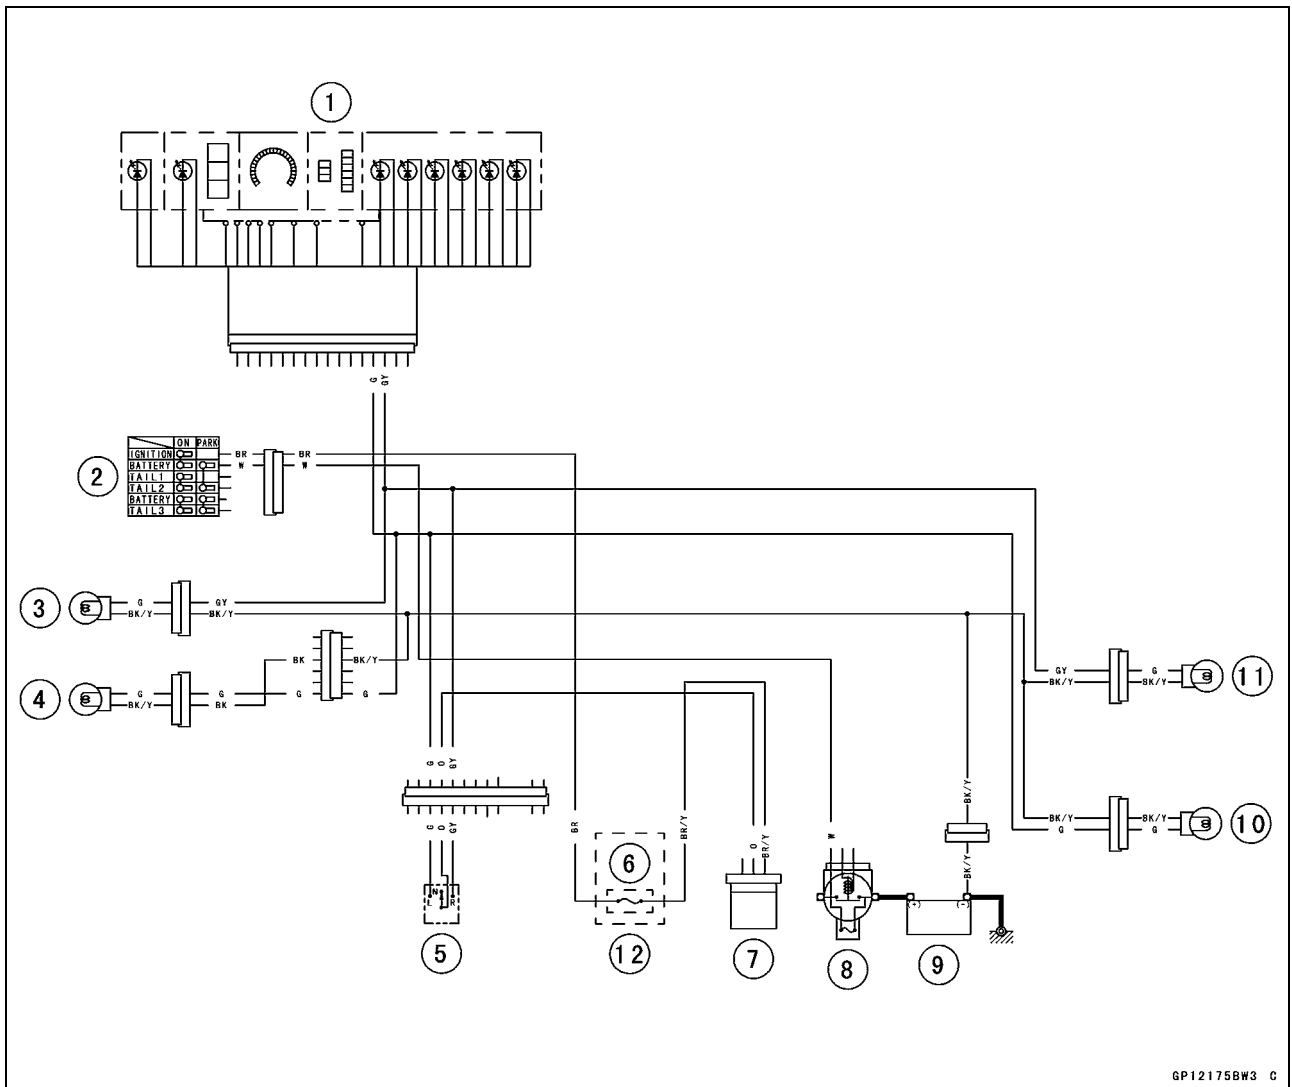 1
G
GY
2
ON PARK
IGNITION
BATTERY
TAIL1
TAIL2
BATTERY
TAIL3
BR BR
W W
3
G GY
BK/Y BK/Y
BK BK/Y
4
G G G G
BK/Y BK
GY G
BK/Y BK/Y
11
G O GY
BK/Y
BK/Y BK/Y
G G
10
G O GY
BR
BR/Y
O
BR/Y
W
BK/Y
6
N
L R
(+) (-)
5
12
7
8
9
GP12175BW3 C